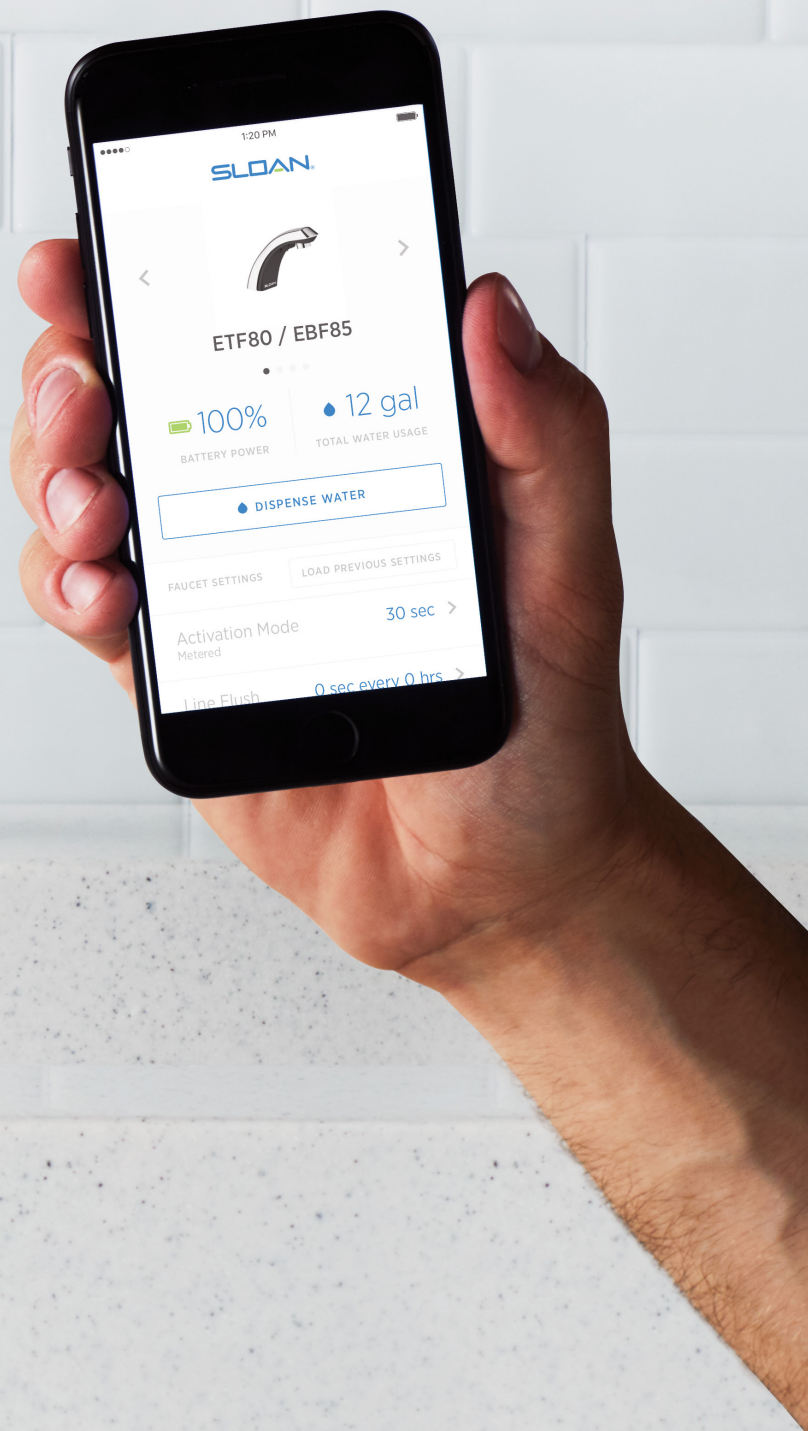 1:20 PM
SLOAN
SLOAN
ETF80 / EBF85
100%
BATTERY POWER
12 gal
TOTAL WATER USAGE
DISPENSE WATER
FAUCET SETTINGS
LOAD PREVIOUS SETTINGS
Activation Mode
Metered
30 sec
Line Flush
0 sec every 0 hrs